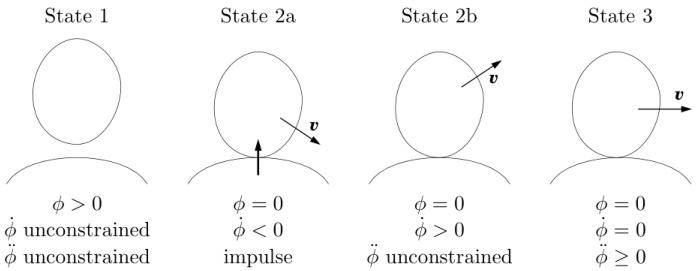 State 1
State 2a
State 2b
State 3
v
v
v
ϕ > 0
ϕ = 0
ϕ = 0
ϕ = 0
ϕ̇ unconstrained
ϕ̇ < 0
ϕ̇ > 0
ϕ̇ = 0
ϕ̈ unconstrained
impulse
ϕ̈ unconstrained
ϕ̈ ≥ 0